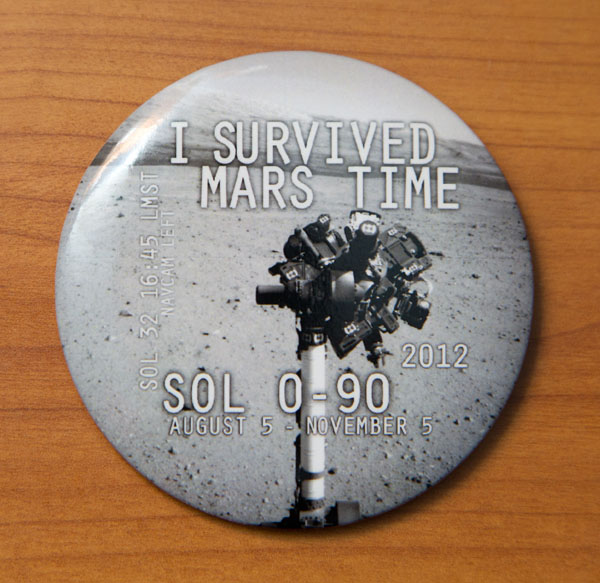 I SURVIVED
MARS TIME
SOL 32 16:45 LMST
NAVCAM LEFT
2012
SOL 0-90
AUGUST 5 - NOVEMBER 5